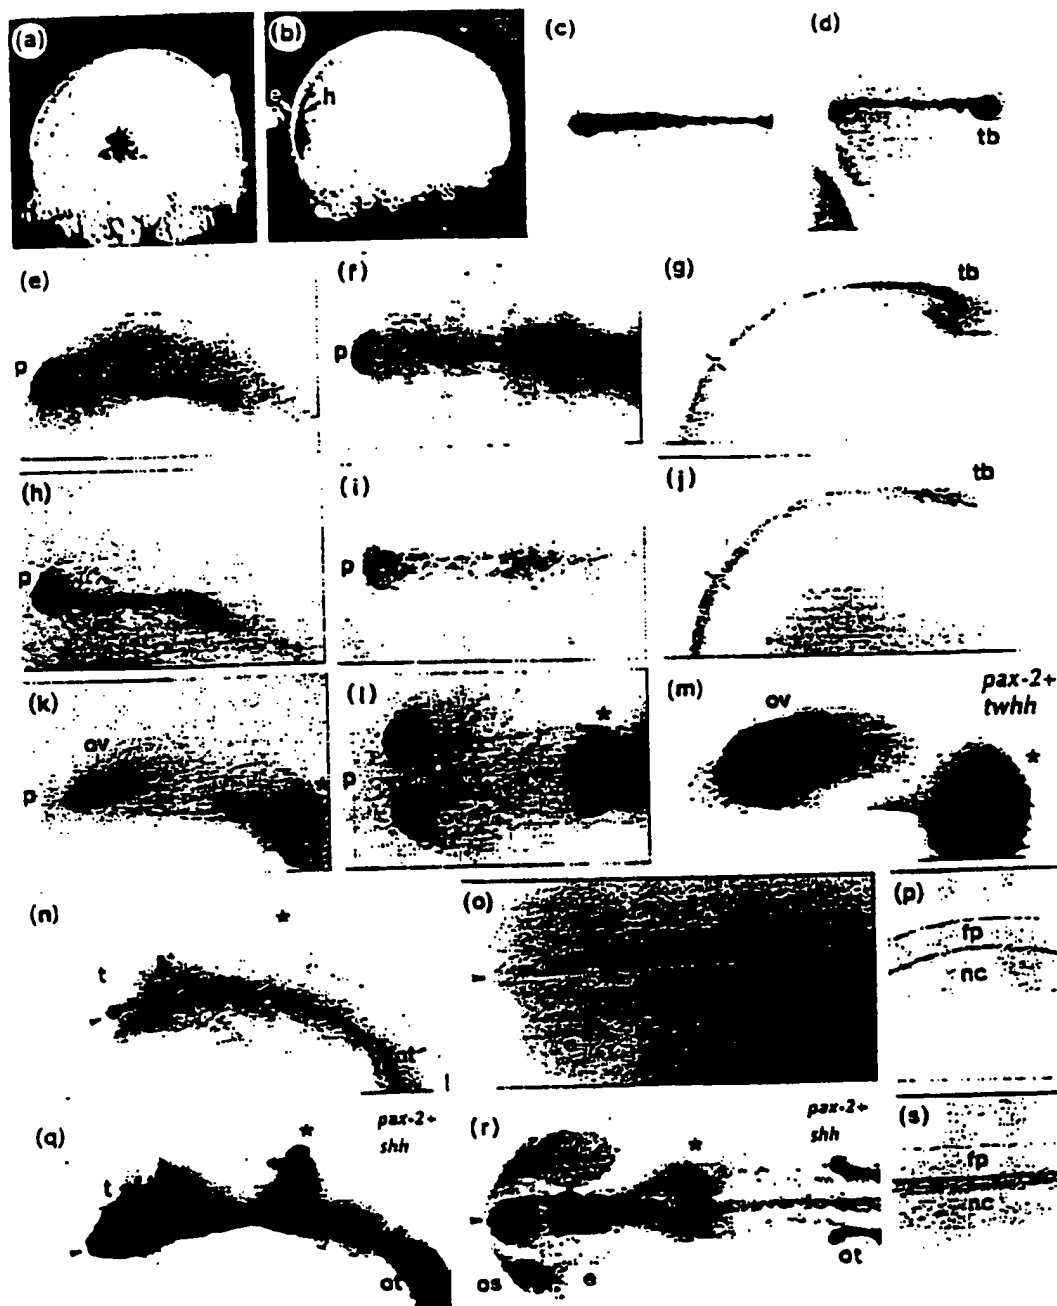 (a)
(b)
(c)
(d)
e
h
tb
(e)
(f)
(g)
tb
p
p
(h)
(i)
(j)
tb
p
p
(k)
(l)
(m)
pax-2+
twhh
ov
ov
*
*
*
p
p
(n)
*
(o)
(p)
t
fp
nc
ot
(q)
*
pax-2+
shh
(r)
*
pax-2+
shh
(s)
t
fp
nc
ot
os
e
ot